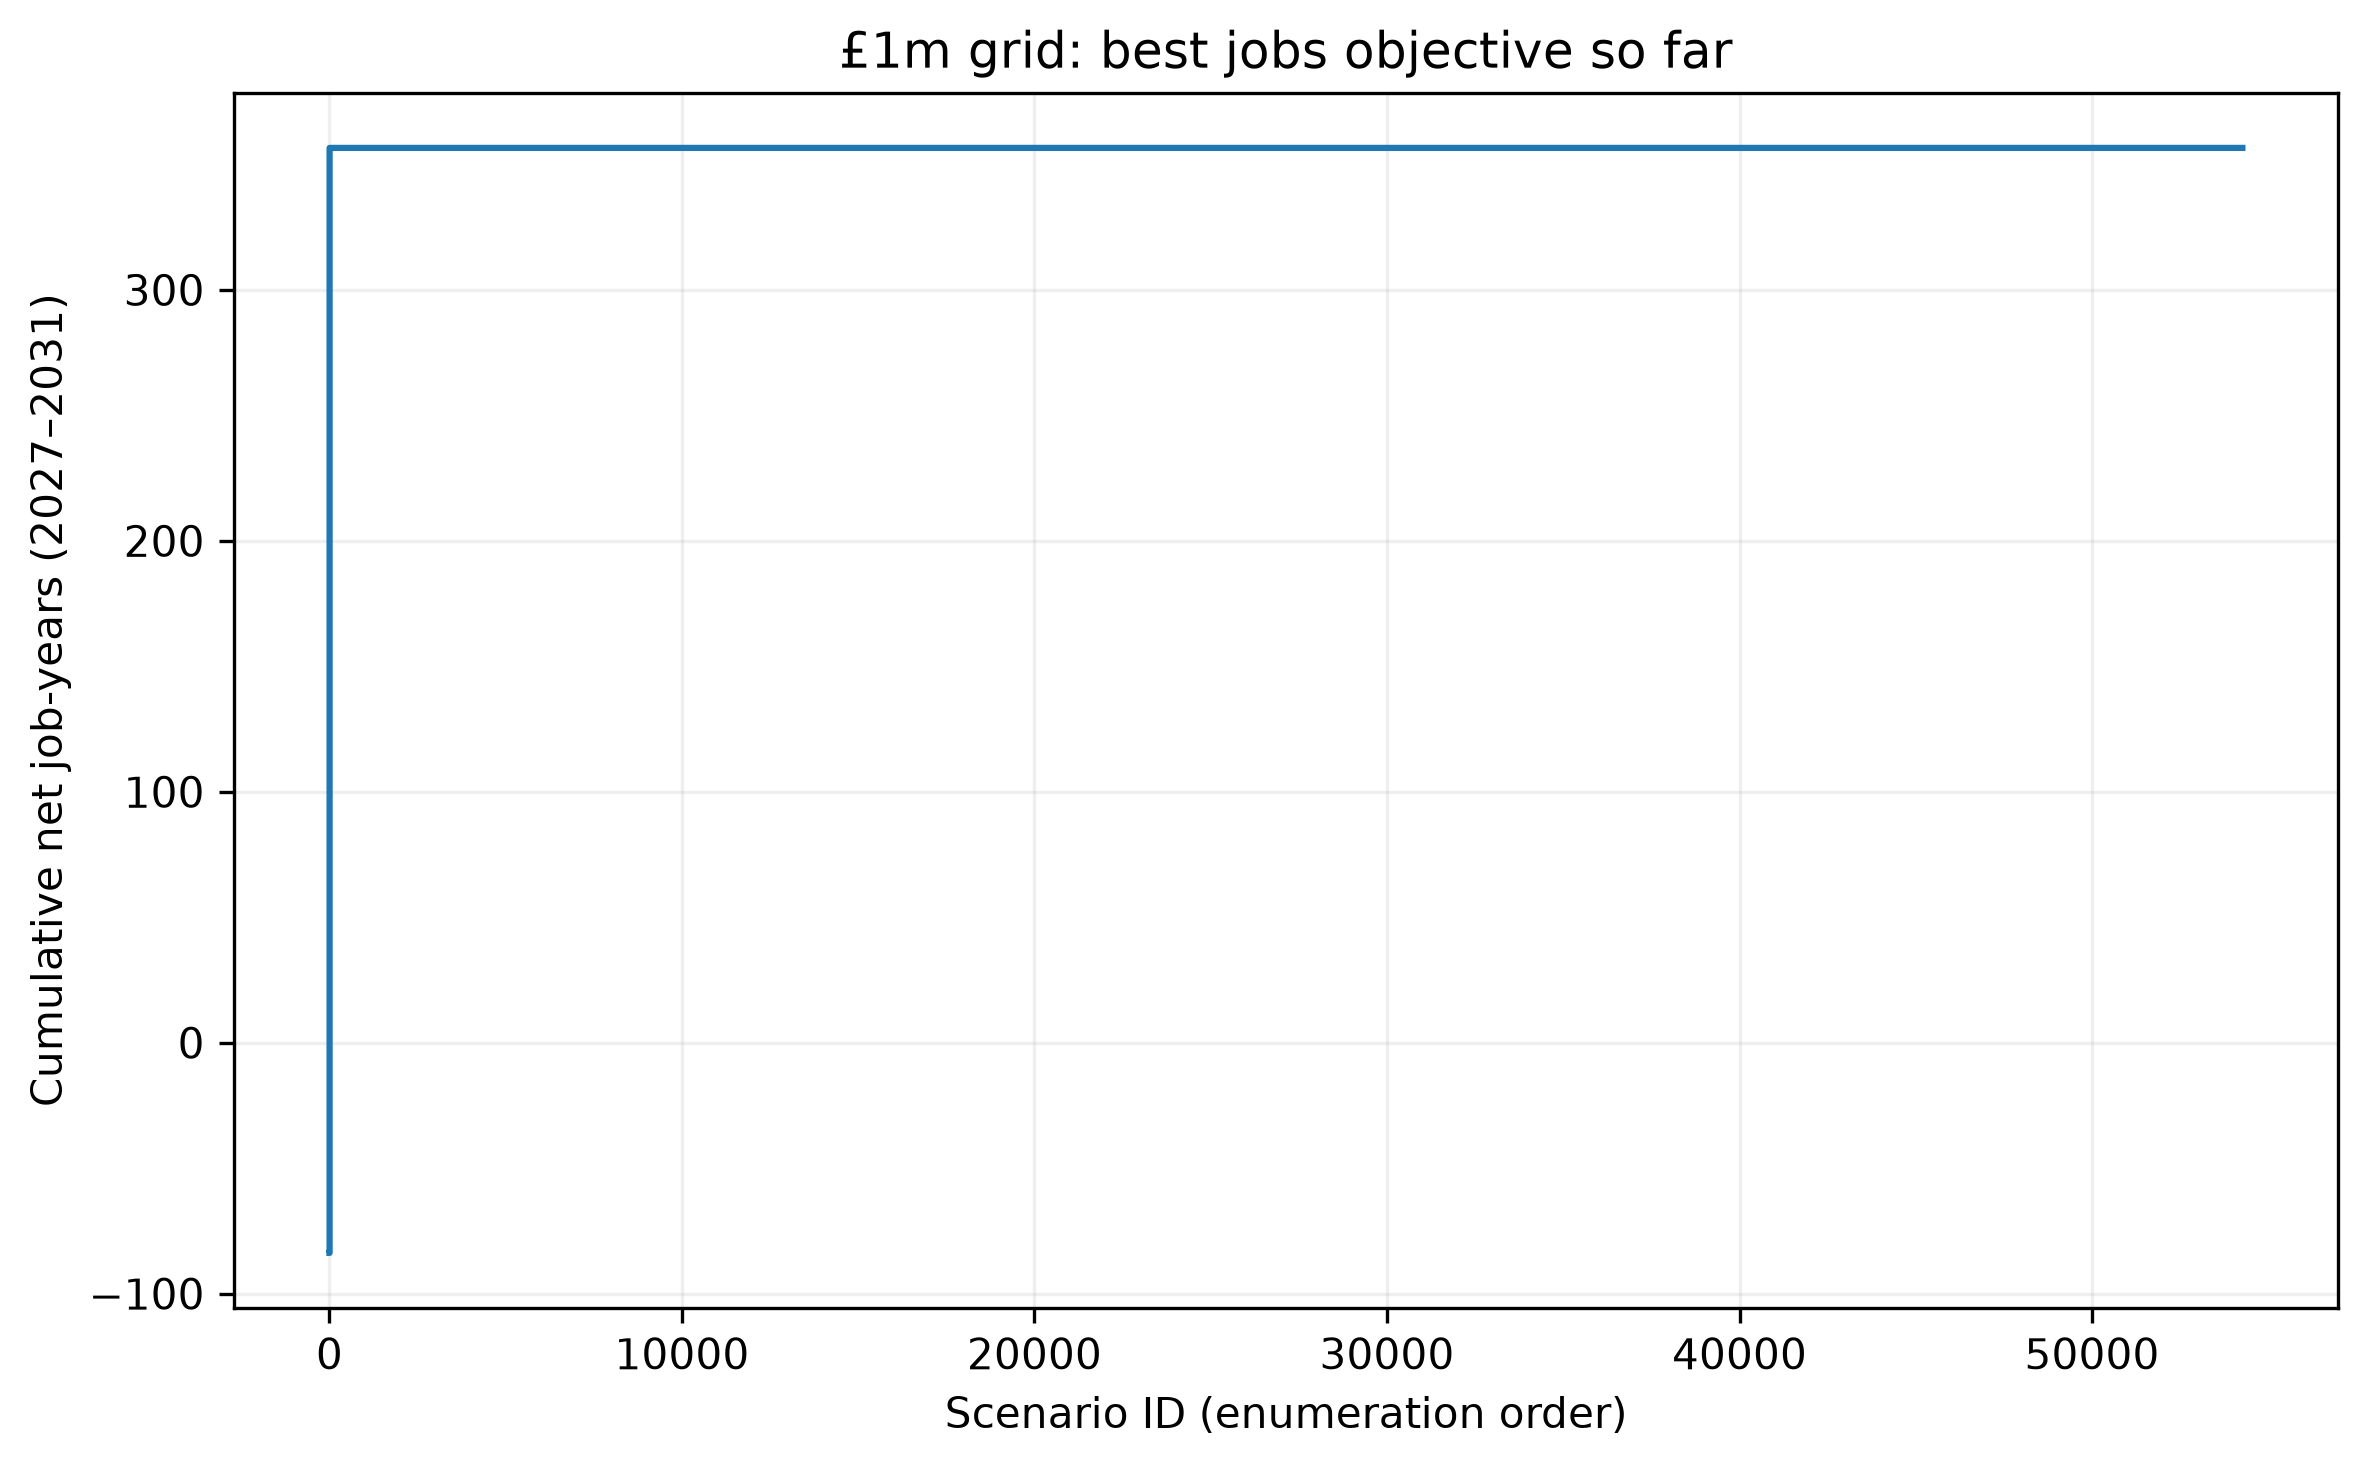 £1m grid: best jobs objective so far
Cumulative net job-years (2027–2031)
300
200
100
0
−100
0 10000 20000 30000 40000 50000
Scenario ID (enumeration order)